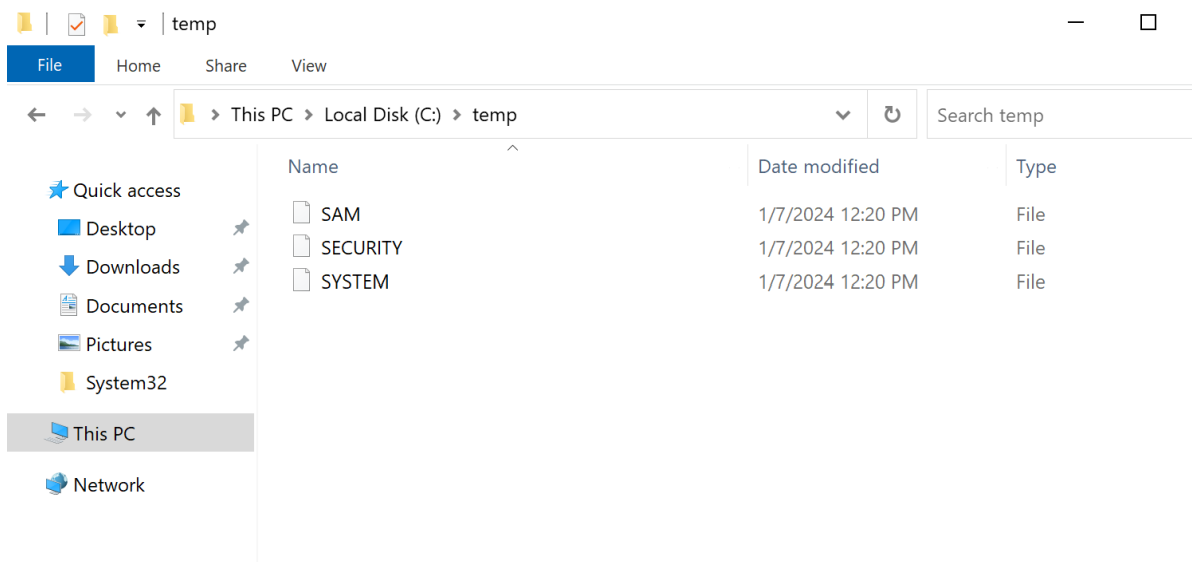 temp
File Home Share View
This PC Local Disk (C:) temp Search temp
Name Date modified Type
Quick access
Desktop
Downloads
Documents
Pictures
System32
This PC
Network
SAM 1/7/2024 12:20 PM File
SECURITY 1/7/2024 12:20 PM File
SYSTEM 1/7/2024 12:20 PM File